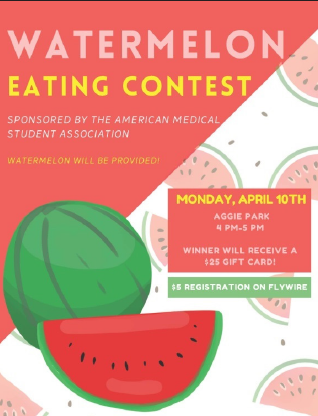 WATERMELON
EATING CONTEST
SPONSORED BY THE AMERICAN MEDICAL
STUDENT ASSOCIATION
WATERMELON WILL BE PROVIDED!
MONDAY, APRIL 10TH
AGGIE PARK
4 PM-5 PM
WINNER WILL RECEIVE A
$25 GIFT CARD!
$5 REGISTRATION ON FLYWIRE